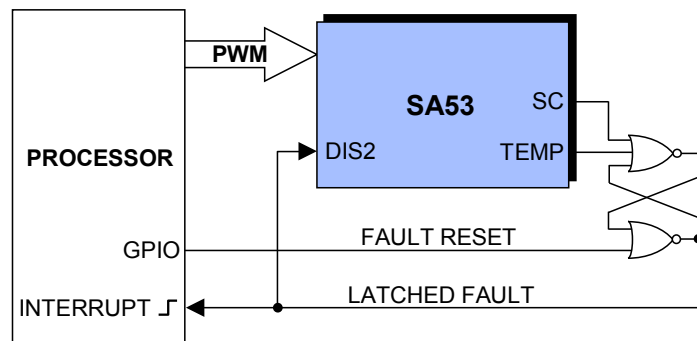 PWM
SA53
SC
PROCESSOR
DIS2
TEMP
GPIO
FAULT RESET
INTERRUPT
LATCHED FAULT